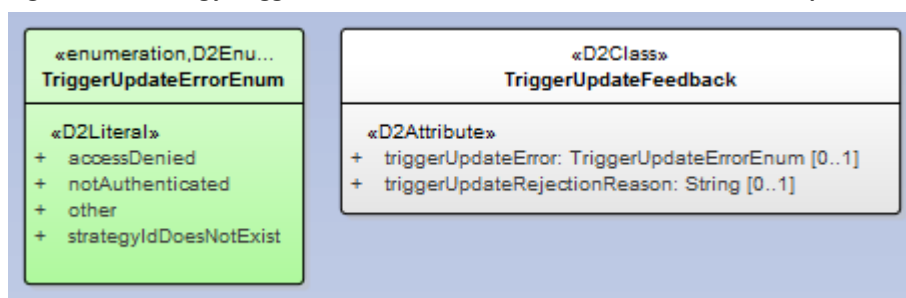 «enumeration,D2Enu...
TriggerUpdateErrorEnum
«D2Literal»
+ accessDenied
+ notAuthenticated
+ other
+ strategyIdDoesNotExist
«D2Class»
TriggerUpdateFeedback
«D2Attribute»
+ triggerUpdateError: TriggerUpdateErrorEnum [0..1]
+ triggerUpdateRejectionReason: String [0..1]